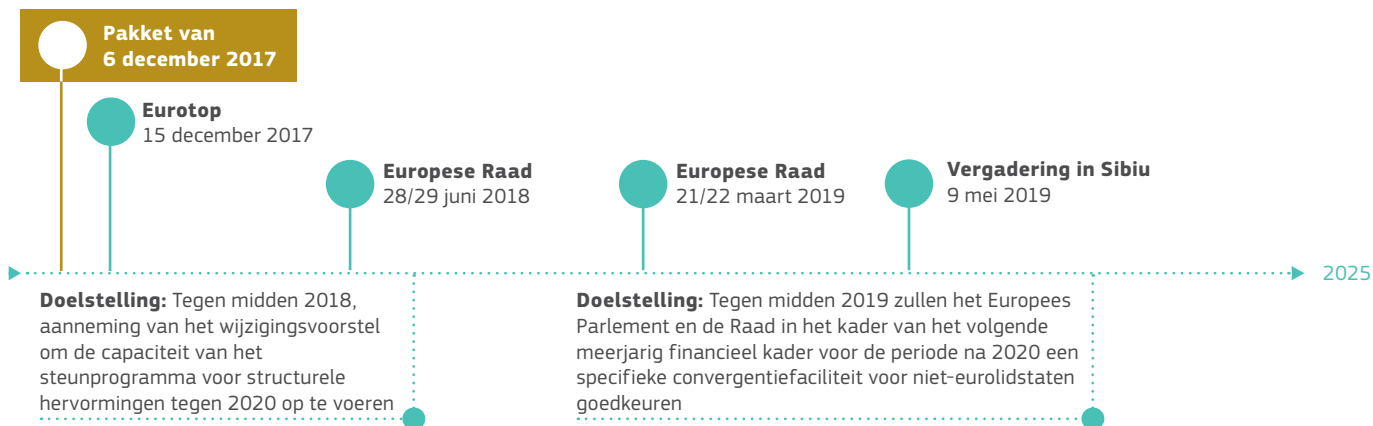 Pakket van
6 december 2017
Eurotop
15 december 2017
Europese Raad
28/29 juni 2018
Europese Raad
21/22 maart 2019
Vergadering in Sibiu
9 mei 2019
2025
Doelstelling: Tegen midden 2018,
aanneming van het wijzigingsvoorstel
om de capaciteit van het
steunprogramma voor structurele
hervormingen tegen 2020 op te voeren
Doelstelling: Tegen midden 2019 zullen het Europees
Parlement en de Raad in het kader van het volgende
meerjarig financieel kader voor de periode na 2020 een
specifieke convergentiefaciliteit voor niet-eurolidstaten
goedkeuren